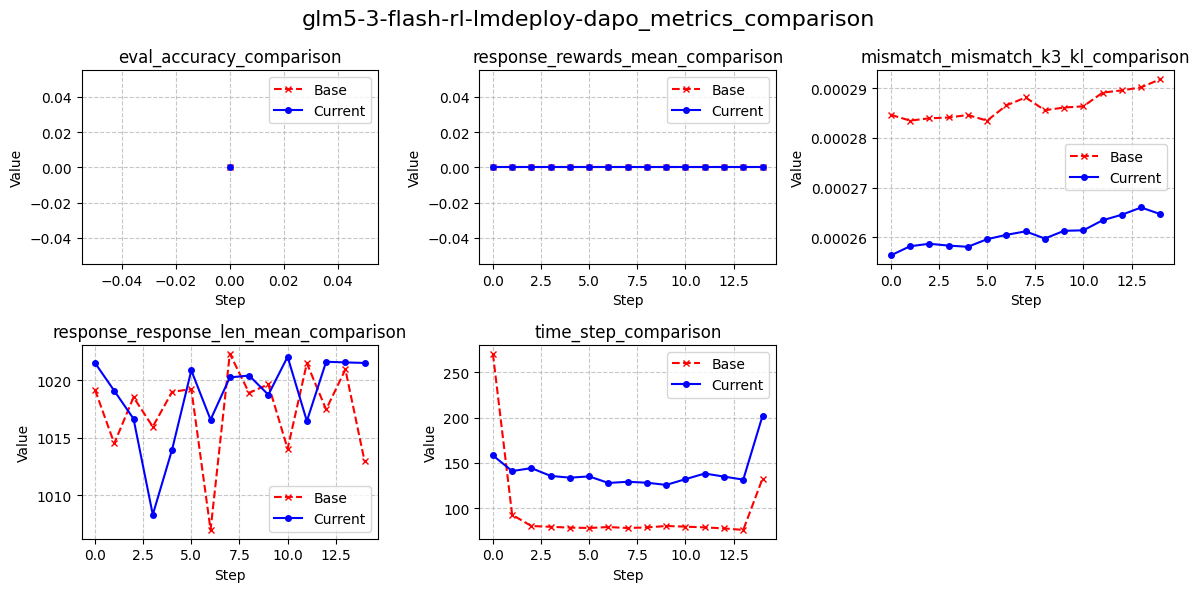 glm5-3-flash-rl-lmdeploy-dapo_metrics_comparison
eval_accuracy_comparison
Value
0.04
0.02
0.00
−0.02
−0.04
−0.04
−0.02
0.00
0.02
0.04
Step
Base
Current
response_rewards_mean_comparison
Value
0.04
0.02
0.00
−0.02
−0.04
0.0
2.5
5.0
7.5
10.0
12.5
Step
Base
Current
mismatch_mismatch_k3_kl_comparison
Value
0.00029
0.00028
0.00027
0.00026
0.0
2.5
5.0
7.5
10.0
12.5
Step
Base
Current
response_response_len_mean_comparison
Value
1020
1015
1010
0.0
2.5
5.0
7.5
10.0
12.5
Step
Base
Current
time_step_comparison
Value
250
200
150
100
0.0
2.5
5.0
7.5
10.0
12.5
Step
Base
Current